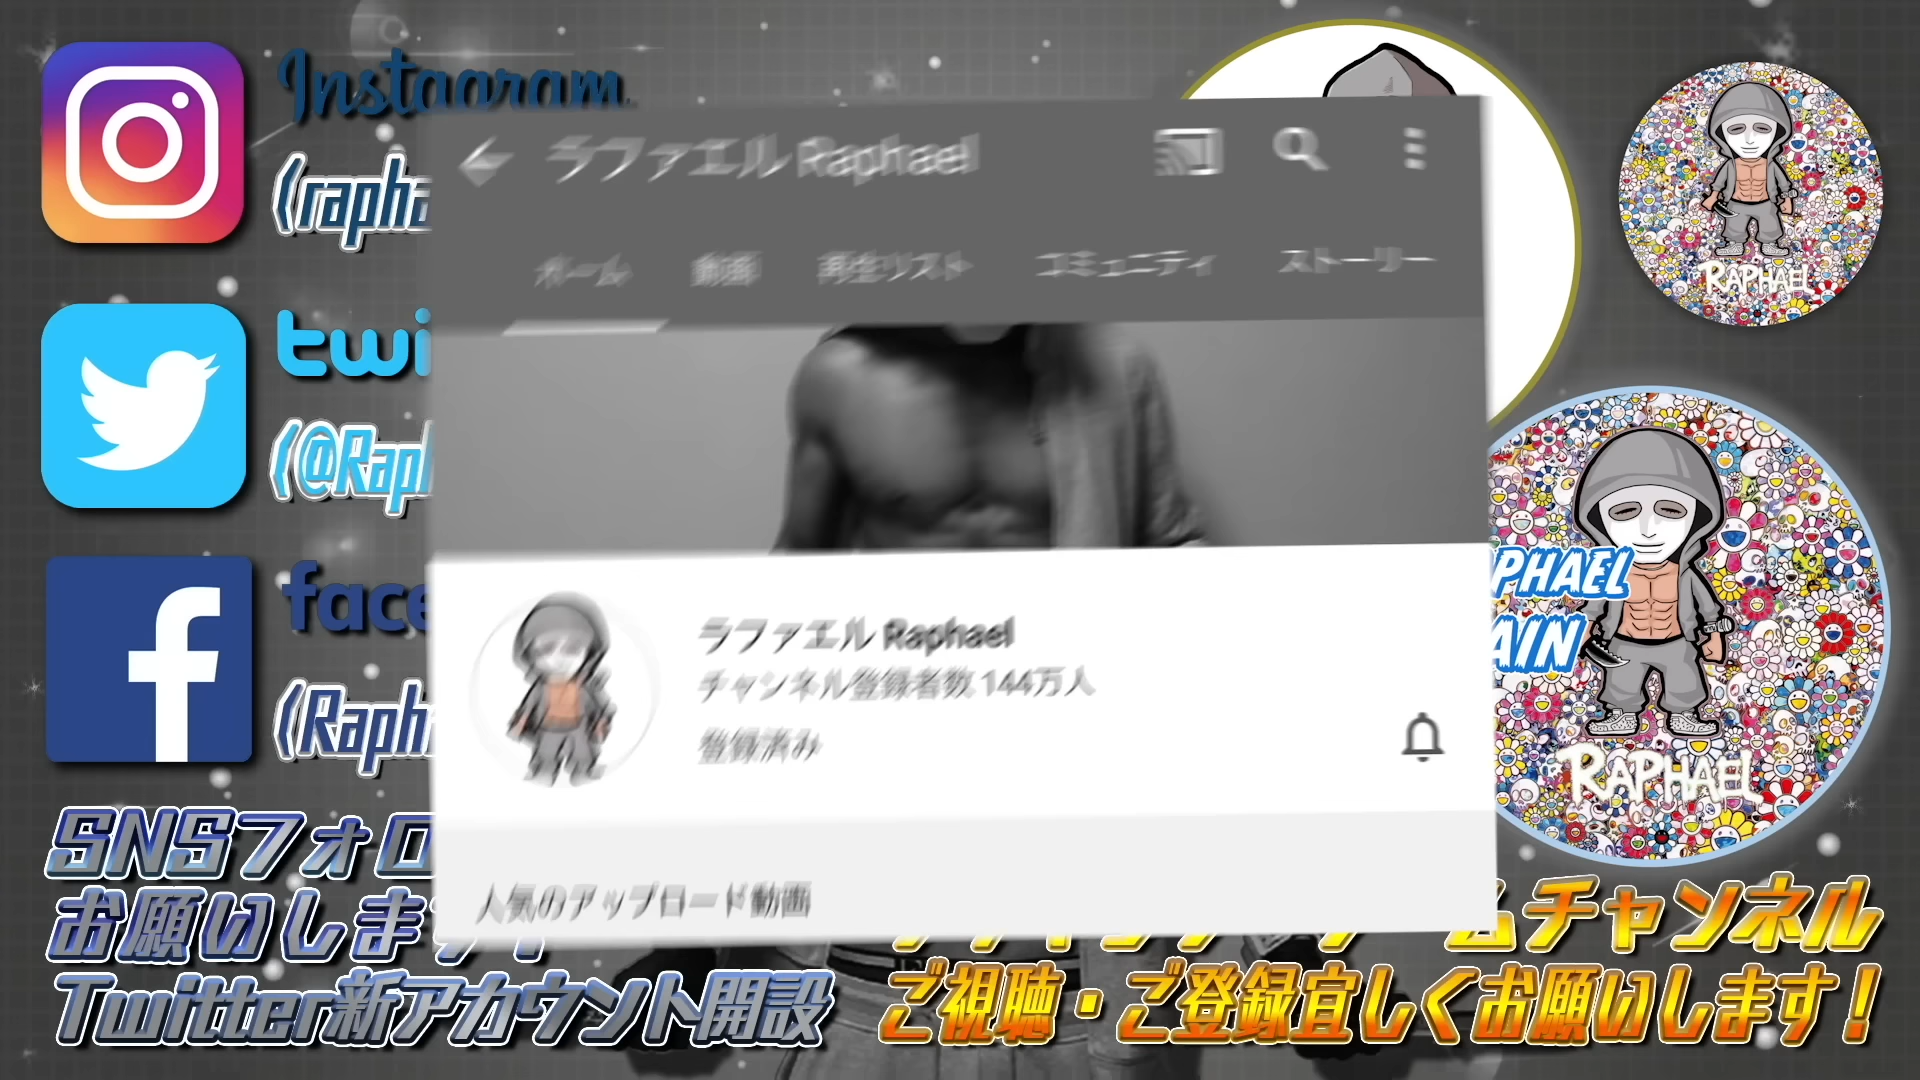 Instagram
(rapha
twi
(@Raph
face
(Raph
SNSフォロ
お願いします
Twitter新アカウント開設
ラファエル Raphael
ホーム 動画 再生リスト コミュニティ ストーリー
ラファエル Raphael
チャンネル登録者数 144万人
登録済み
人気のアップロード動画
RAPHAEL
PHAEL
AIN
RAPHAEL
ムチャンネル
ご視聴・ご登録宜しくお願いします!